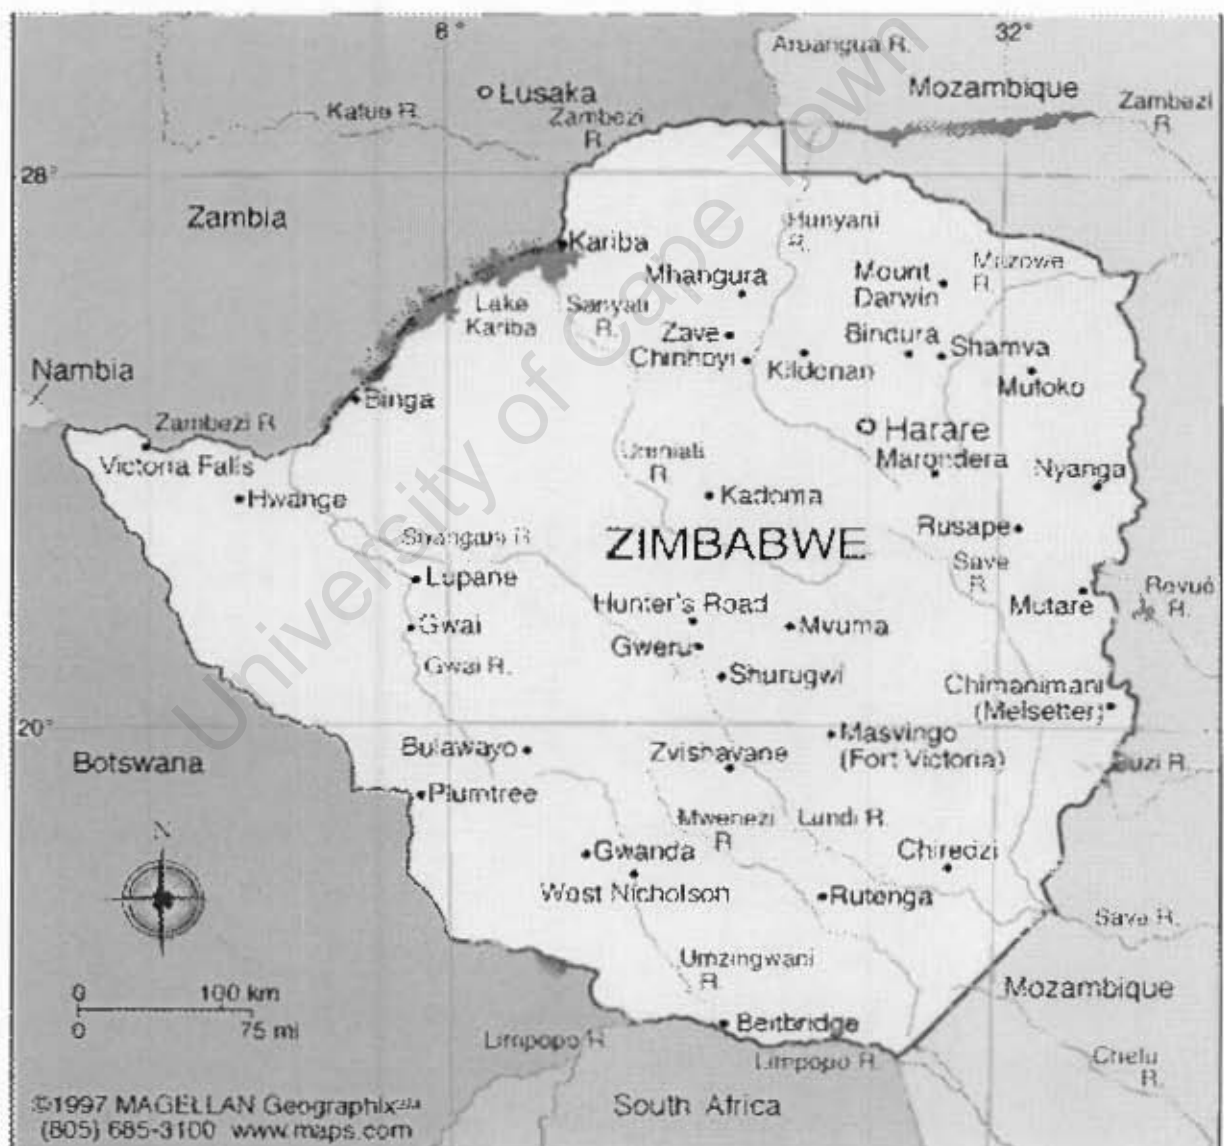 8°
32°
Aruangua R.
Lusaka
Mozambique
Kafue R.
Zambezi
R.
Zambezi
R.
28°
Zambia
Hunyani
R.
Kariba
Mhangura
Mount
Darwin
Mazowe
R.
Lake
Kariba
Sanyati
R.
Zave
Bindura
Shamva
Chinhoyi
Kildonan
Mutoko
Nambia
Binga
Zambezi R.
Harare
Victoria Falls
Marondera
Nyanga
R.
Hwange
Kadoma
Rusape
ZIMBABWE
Save
R.
Lupane
Revué
R.
Hunter's Road
Mutare
Gwai
Mvuma
Gweru
Gwai R.
Shurugwi
Chimanimani
(Melsetter)
20°
Masvingo
(Fort Victoria)
Bulawayo
Zvishavane
Botswana
Buzi R.
Plumtree
Mwenezi
R.
Lundi R.
N
Gwanda
Chiredzi
West Nicholson
Rutenga
Save R.
Umzingwani
R.
0 100 km
0 75 mi
Mozambique
Beitbridge
Limpopo R.
Limpopo R.
R.
South Africa
©1997 MAGELLAN Geographix
(805) 685-3100 www.maps.com
University of Cape Town